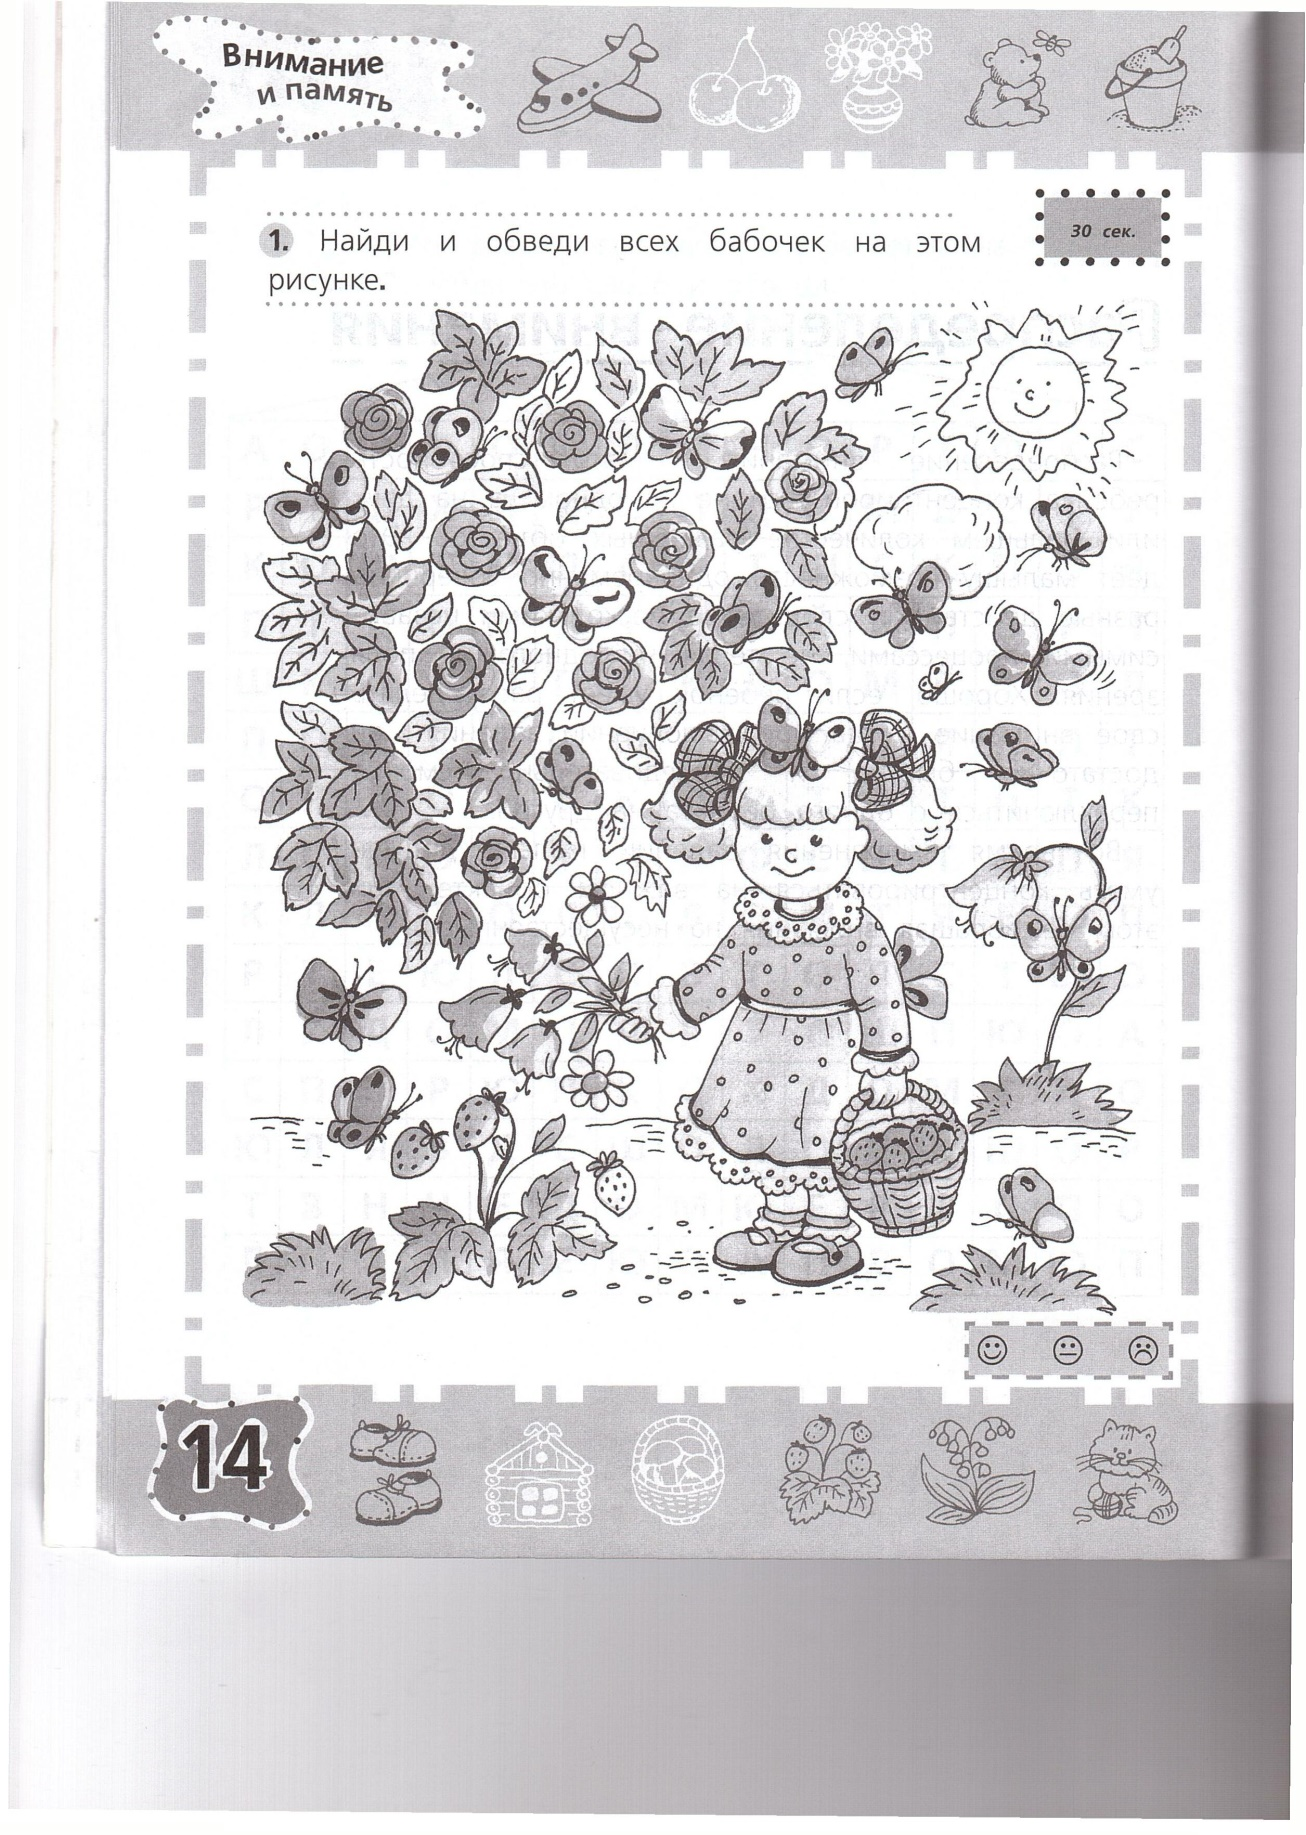 Внимание
и память
1. Найди и обведи всех бабочек на этом
рисунке.
30 сек.
14